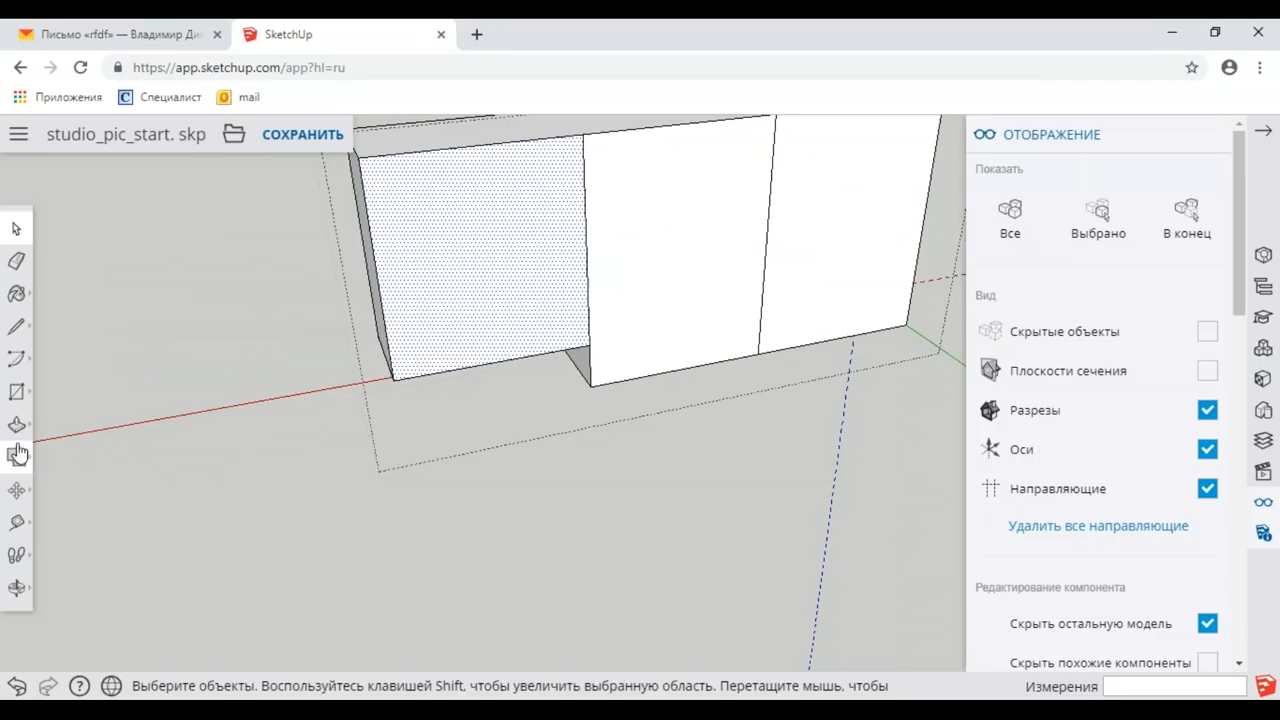 Письмо «rfdf» — Владимир Ди
SketchUp
https://app.sketchup.com/app?hl=ru
Приложения
Специалист
mail
studio_pic_start. skp
СОХРАНИТЬ
ОТОБРАЖЕНИЕ
Показать
Все
Выбрано
В конец
Вид
Скрытые объекты
Плоскости сечения
Разрезы
Оси
Направляющие
Удалить все направляющие
Редактирование компонента
Скрыть остальную модель
Скрыть похожие компоненты
Выберите объекты. Воспользуйтесь клавишей Shift, чтобы увеличить выбранную область. Перетащите мышь, чтобы
Измерения